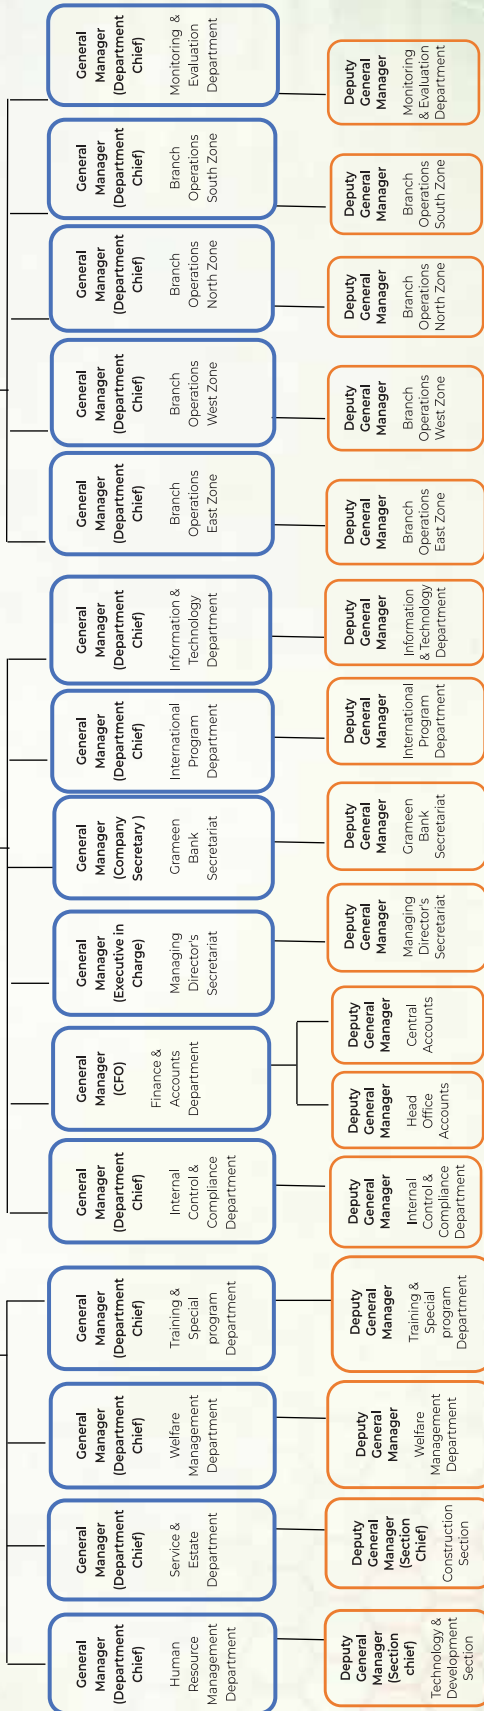 General
Manager
(Department
Chief)
Human
Resource
Management
Department
General
Manager
(Department
Chief)
Service &
Estate
Department
General
Manager
(Department
Chief)
Welfare
Management
Department
General
Manager
(Department
Chief)
Training &
Special
program
Department
General
Manager
(Department
Chief)
Internal
Control &
Compliance
Department
General
Manager
(CFO)
Finance &
Accounts
Department
General
Manager
(Executive in
Charge)
Managing
Director's
Secretariat
General
Manager
(Company
Secretary )
Grameen
Bank
Secretariat
General
Manager
(Department
Chief)
International
Program
Department
General
Manager
(Department
Chief)
Information &
Technology
Department
General
Manager
(Department
Chief)
Branch
Operations
East Zone
General
Manager
(Department
Chief)
Branch
Operations
West Zone
General
Manager
(Department
Chief)
Branch
Operations
North Zone
General
Manager
(Department
Chief)
Branch
Operations
South Zone
General
Manager
(Department
Chief)
Monitoring &
Evaluation
Department
Deputy
General
Manager
(Section
chief)
Technology &
Development
Section
Deputy
General
Manager
(Section
Chief)
Construction
Section
Deputy
General
Manager
Welfare
Management
Department
Deputy
General
Manager
Training &
Special
program
Department
Deputy
General
Manager
Internal
Control &
Compliance
Department
Deputy
General
Manager
Head
Office
Accounts
Deputy
General
Manager
Central
Accounts
Deputy
General
Manager
Managing
Director's
Secretariat
Deputy
General
Manager
Grameen
Bank
Secretariat
Deputy
General
Manager
International
Program
Department
Deputy
General
Manager
Information
& Technology
Department
Deputy
General
Manager
Branch
Operations
East Zone
Deputy
General
Manager
Branch
Operations
West Zone
Deputy
General
Manager
Branch
Operations
North Zone
Deputy
General
Manager
Branch
Operations
South Zone
Deputy
General
Manager
Monitoring
& Evaluation
Department